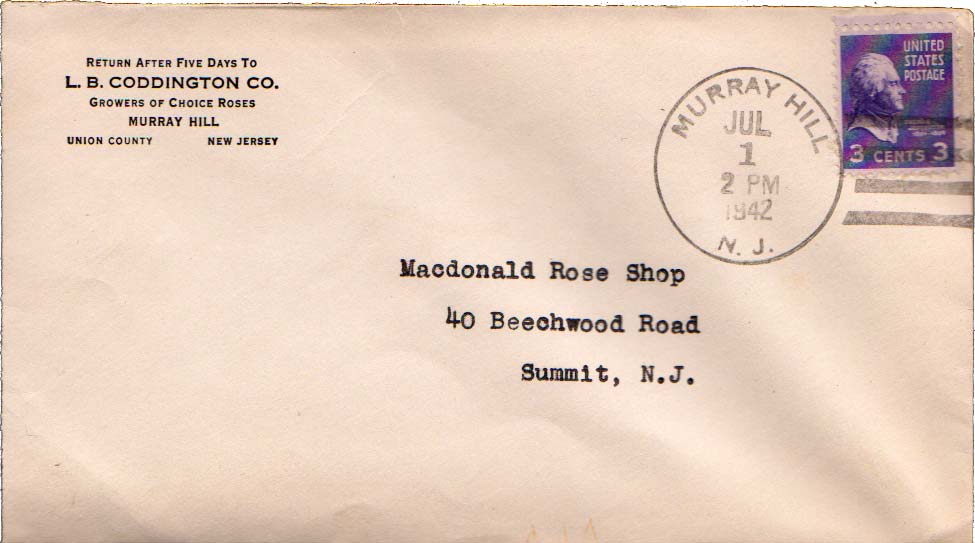 RETURN AFTER FIVE DAYS TO
L. B. CODDINGTON CO.
GROWERS OF CHOICE ROSES
MURRAY HILL
UNION COUNTY NEW JERSEY
MURRAY HILL
JUL
1
2 PM
1942
N. J.
UNITED
STATES
POSTAGE
3 CENTS 3
Macdonald Rose Shop
40 Beechwood Road
Summit, N.J.